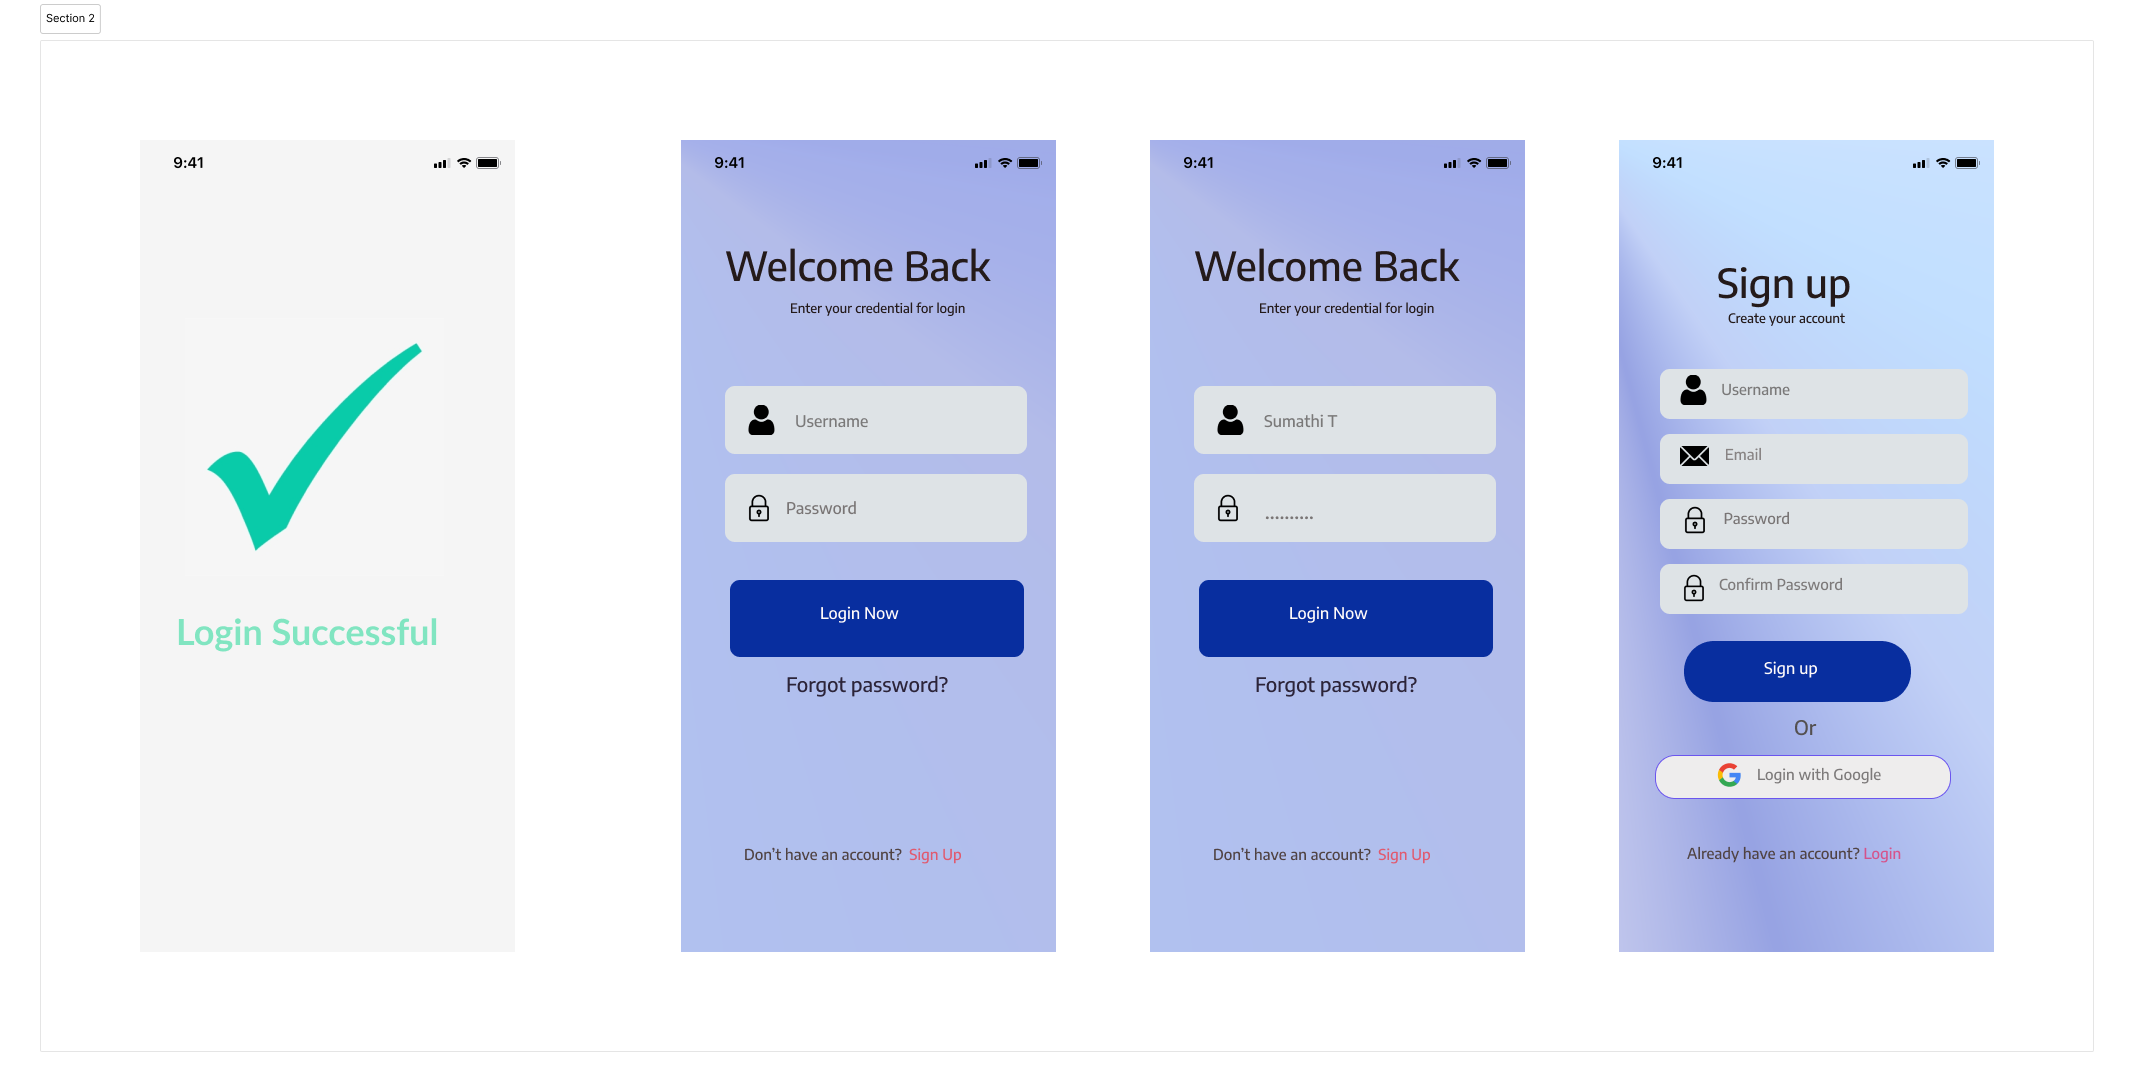 Section 2
9:41
Login Successful
9:41
Welcome Back
Enter your credential for login
Username
Password
Login Now
Forgot password?
Don't have an account? Sign Up
9:41
Welcome Back
Enter your credential for login
Sumathi T
..........
Login Now
Forgot password?
Don't have an account? Sign Up
9:41
Sign up
Create your account
Username
Email
Password
Confirm Password
Sign up
Or
Login with Google
Already have an account? Login